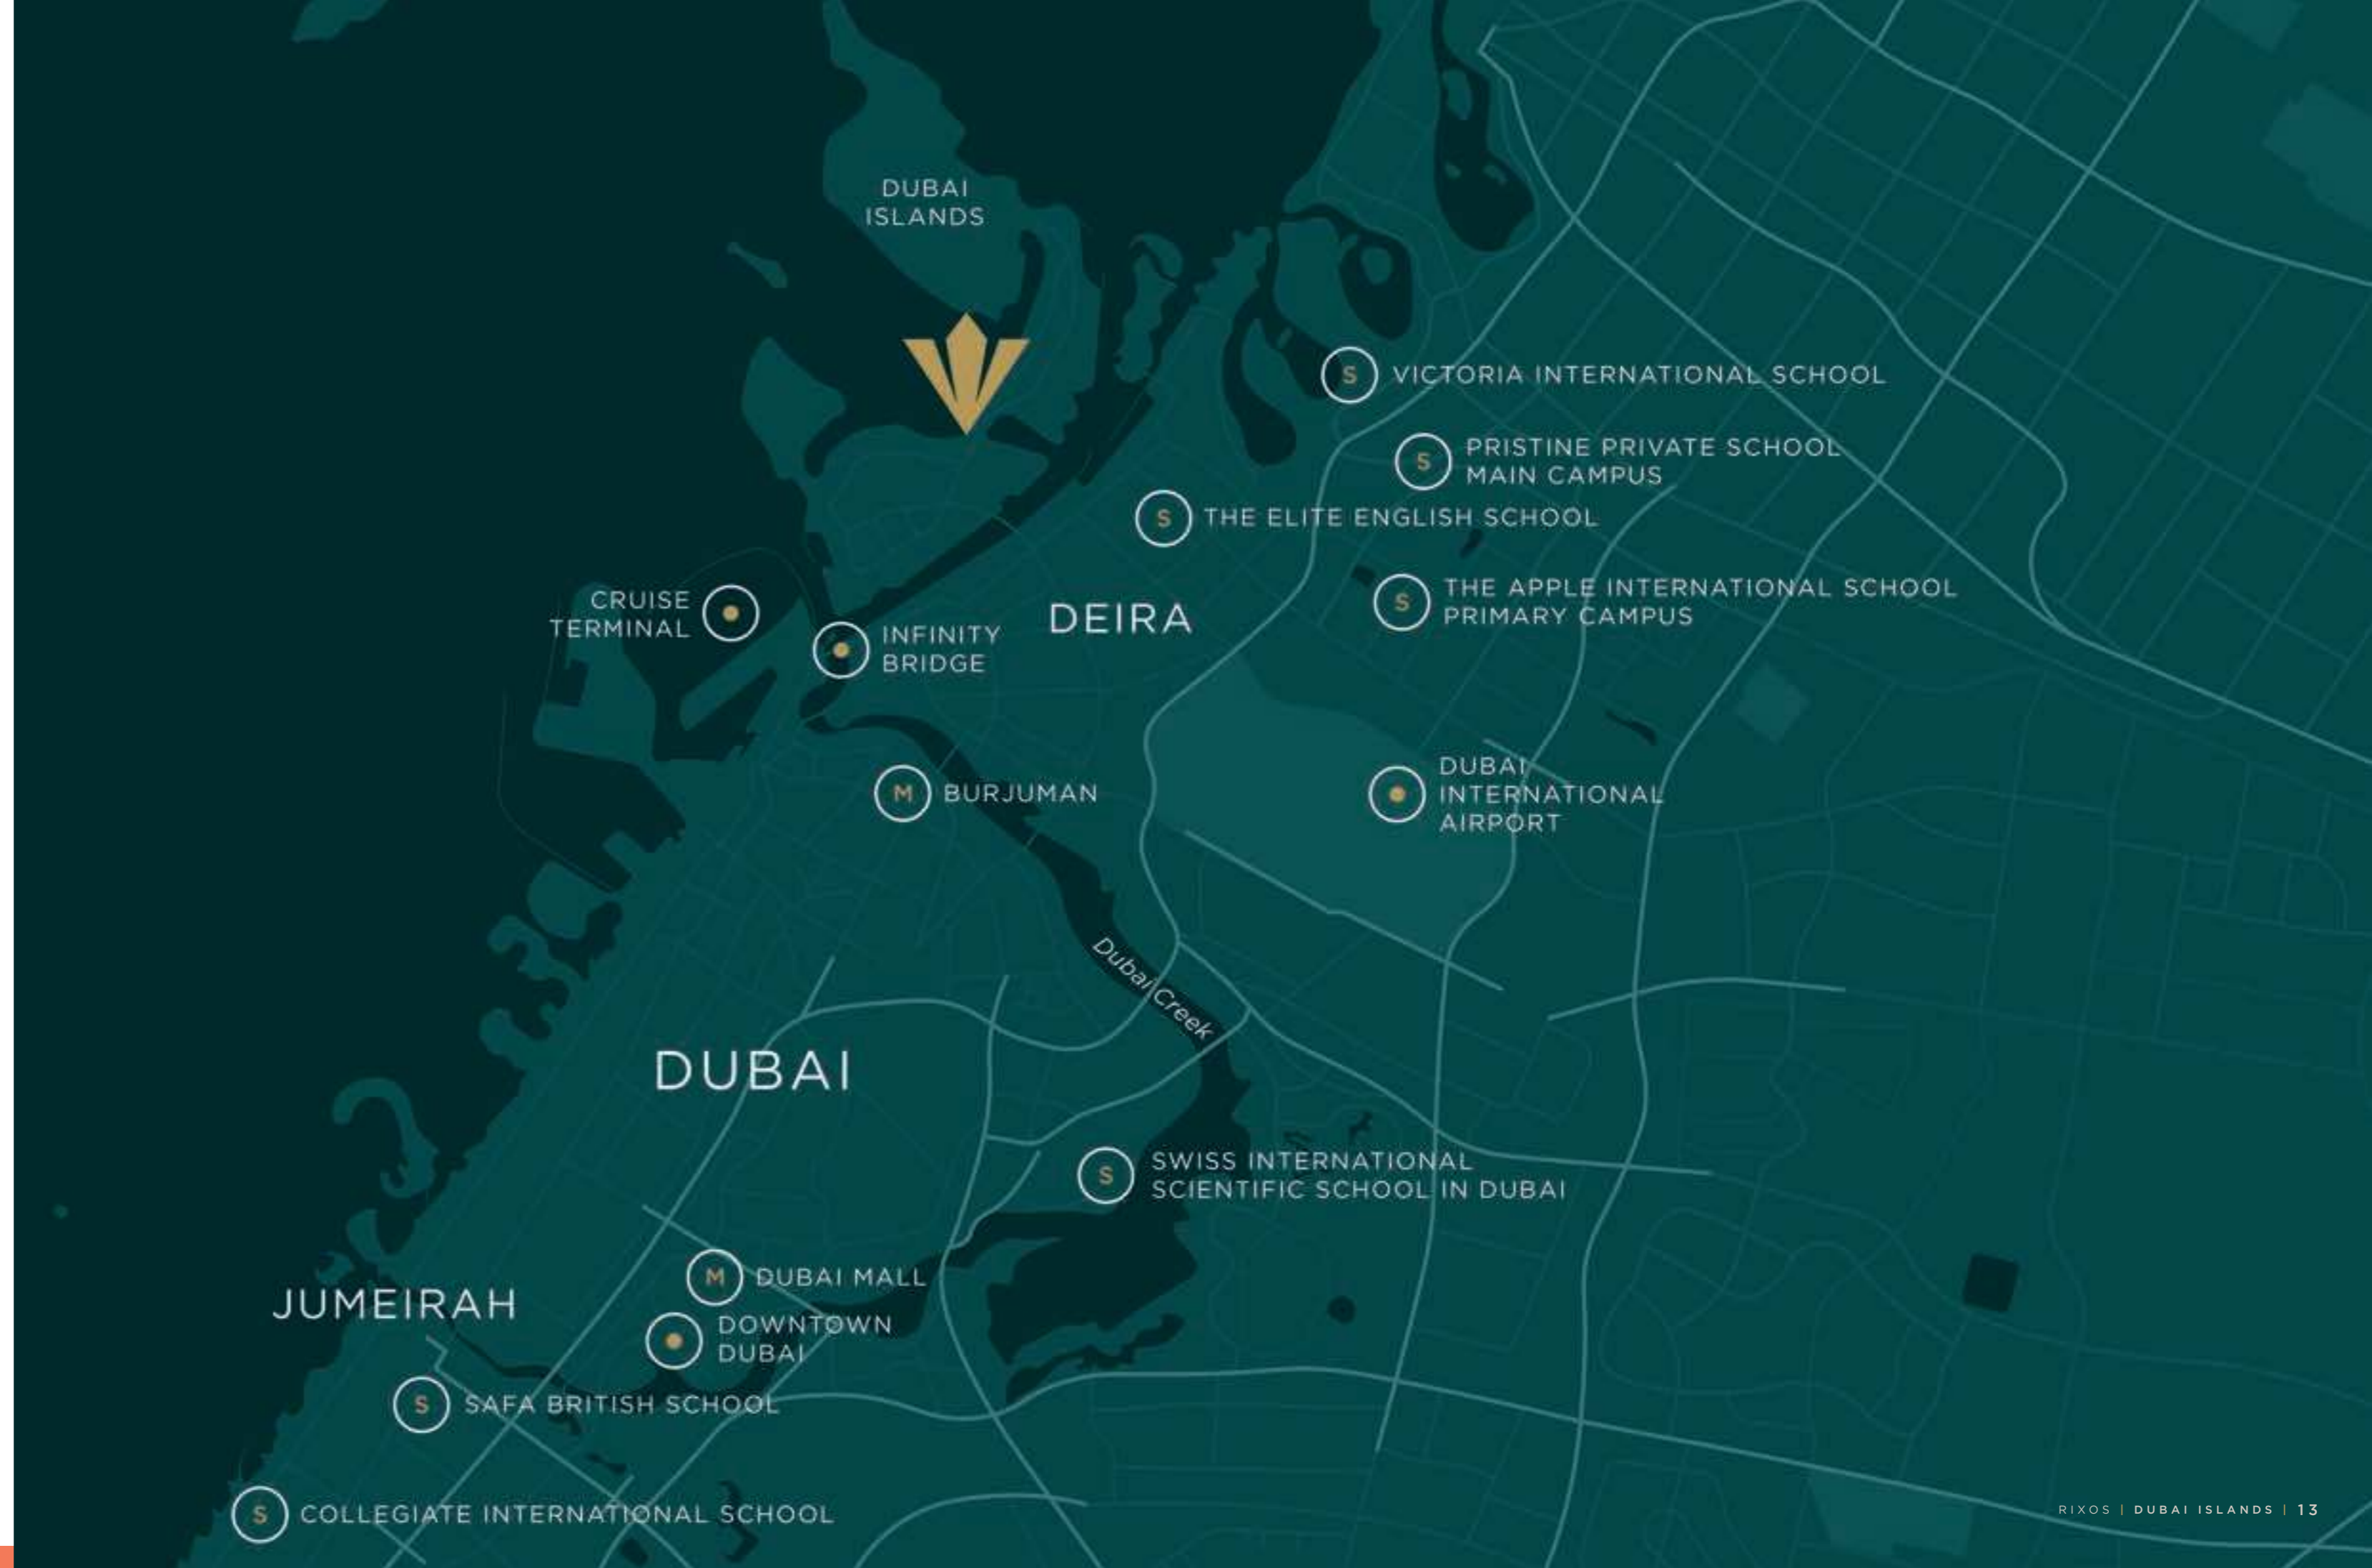 DUBAI
ISLANDS
S VICTORIA INTERNATIONAL SCHOOL
S PRISTINE PRIVATE SCHOOL
MAIN CAMPUS
S THE ELITE ENGLISH SCHOOL
CRUISE
TERMINAL
INFINITY
BRIDGE
DEIRA
S THE APPLE INTERNATIONAL SCHOOL
PRIMARY CAMPUS
M BURJUMAN
DUBAI
INTERNATIONAL
AIRPORT
Dubai Creek
DUBAI
S SWISS INTERNATIONAL
SCIENTIFIC SCHOOL IN DUBAI
M DUBAI MALL
JUMEIRAH
DOWNTOWN
DUBAI
S SAFA BRITISH SCHOOL
S COLLEGIATE INTERNATIONAL SCHOOL
RIXOS | DUBAI ISLANDS | 13